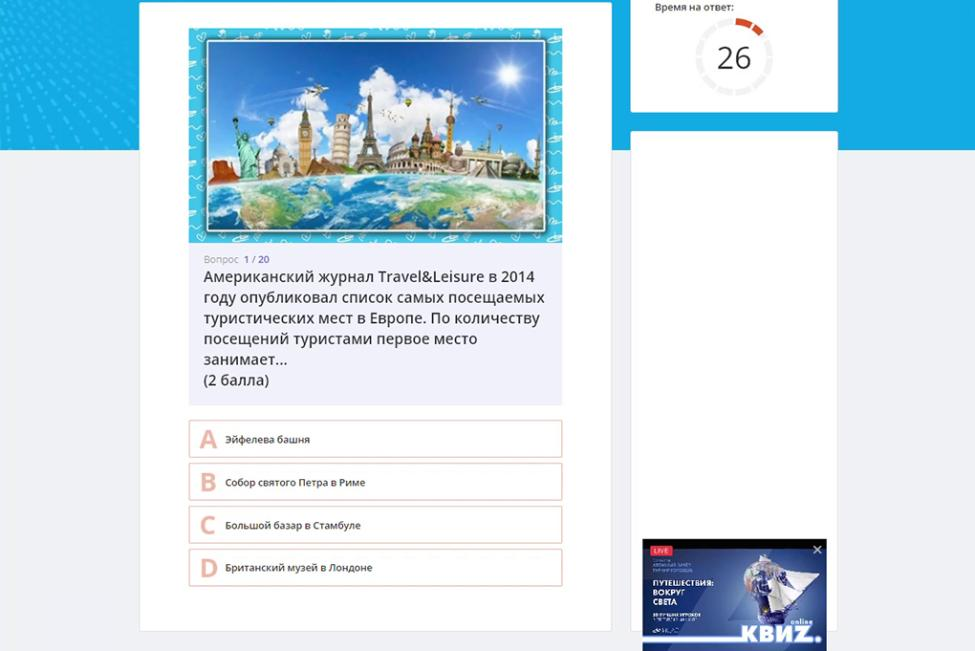 Время на ответ:
26
Вопрос 1 / 20
Американский журнал Travel&Leisure в 2014
году опубликовал список самых посещаемых
туристических мест в Европе. По количеству
посещений туристами первое место
занимает...
(2 балла)
A Эйфелева башня
B Собор святого Петра в Риме
C Большой базар в Стамбуле
D Британский музей в Лондоне
LIVE
ПУТЕШЕСТВИЯ:
ВОКРУГ
СВЕТА
online
КВИZ.